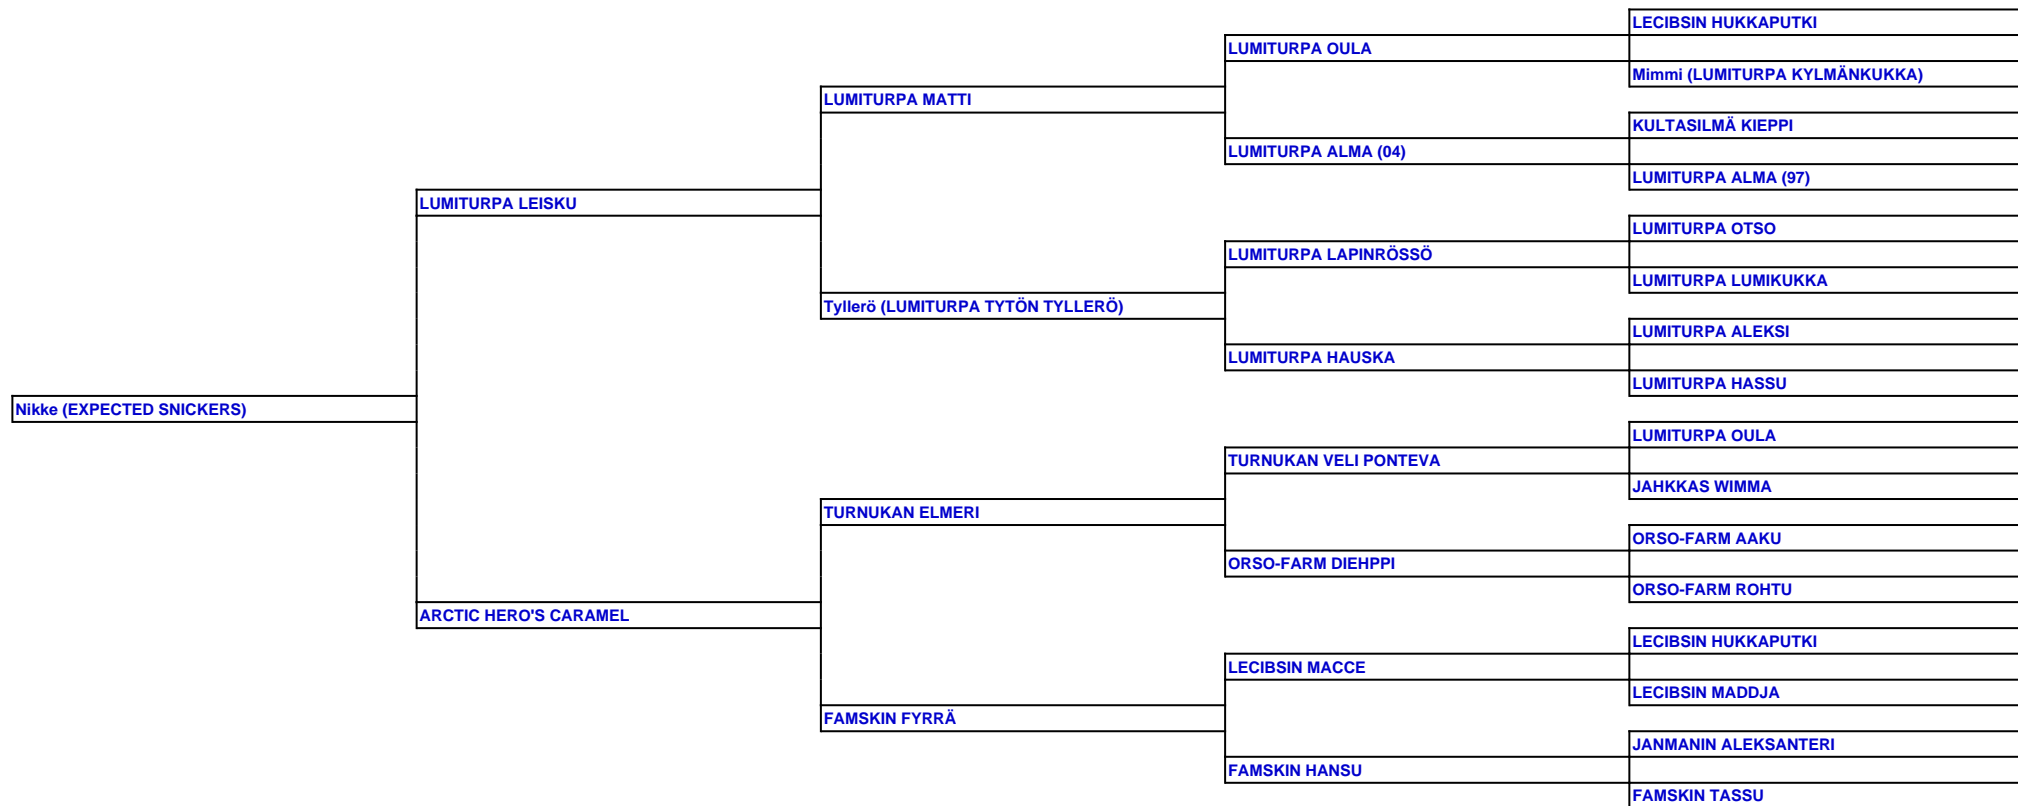 LECIBSIN HUKKAPUTKI
LUMITURPA OULA
Mimmi (LUMITURPA KYLMÄNKUKKA)
LUMITURPA MATTI
KULTASILMÄ KIEPPI
LUMITURPA ALMA (04)
LUMITURPA ALMA (97)
LUMITURPA LEISKU
LUMITURPA OTSO
LUMITURPA LAPINRÖSSÖ
LUMITURPA LUMIKUKKA
Tyllerö (LUMITURPA TYTÖN TYLLERÖ)
LUMITURPA ALEKSI
LUMITURPA HAUSKA
LUMITURPA HASSU
Nikke (EXPECTED SNICKERS)
LUMITURPA OULA
TURNUKAN VELI PONTEVA
JAHKKAS WIMMA
TURNUKAN ELMERI
ORSO-FARM AAKU
ORSO-FARM DIEHPPI
ORSO-FARM ROHTU
ARCTIC HERO'S CARAMEL
LECIBSIN HUKKAPUTKI
LECIBSIN MACCE
LECIBSIN MADDJA
FAMSKIN FYRRÄ
JANMANIN ALEKSANTERI
FAMSKIN HANSU
FAMSKIN TASSU